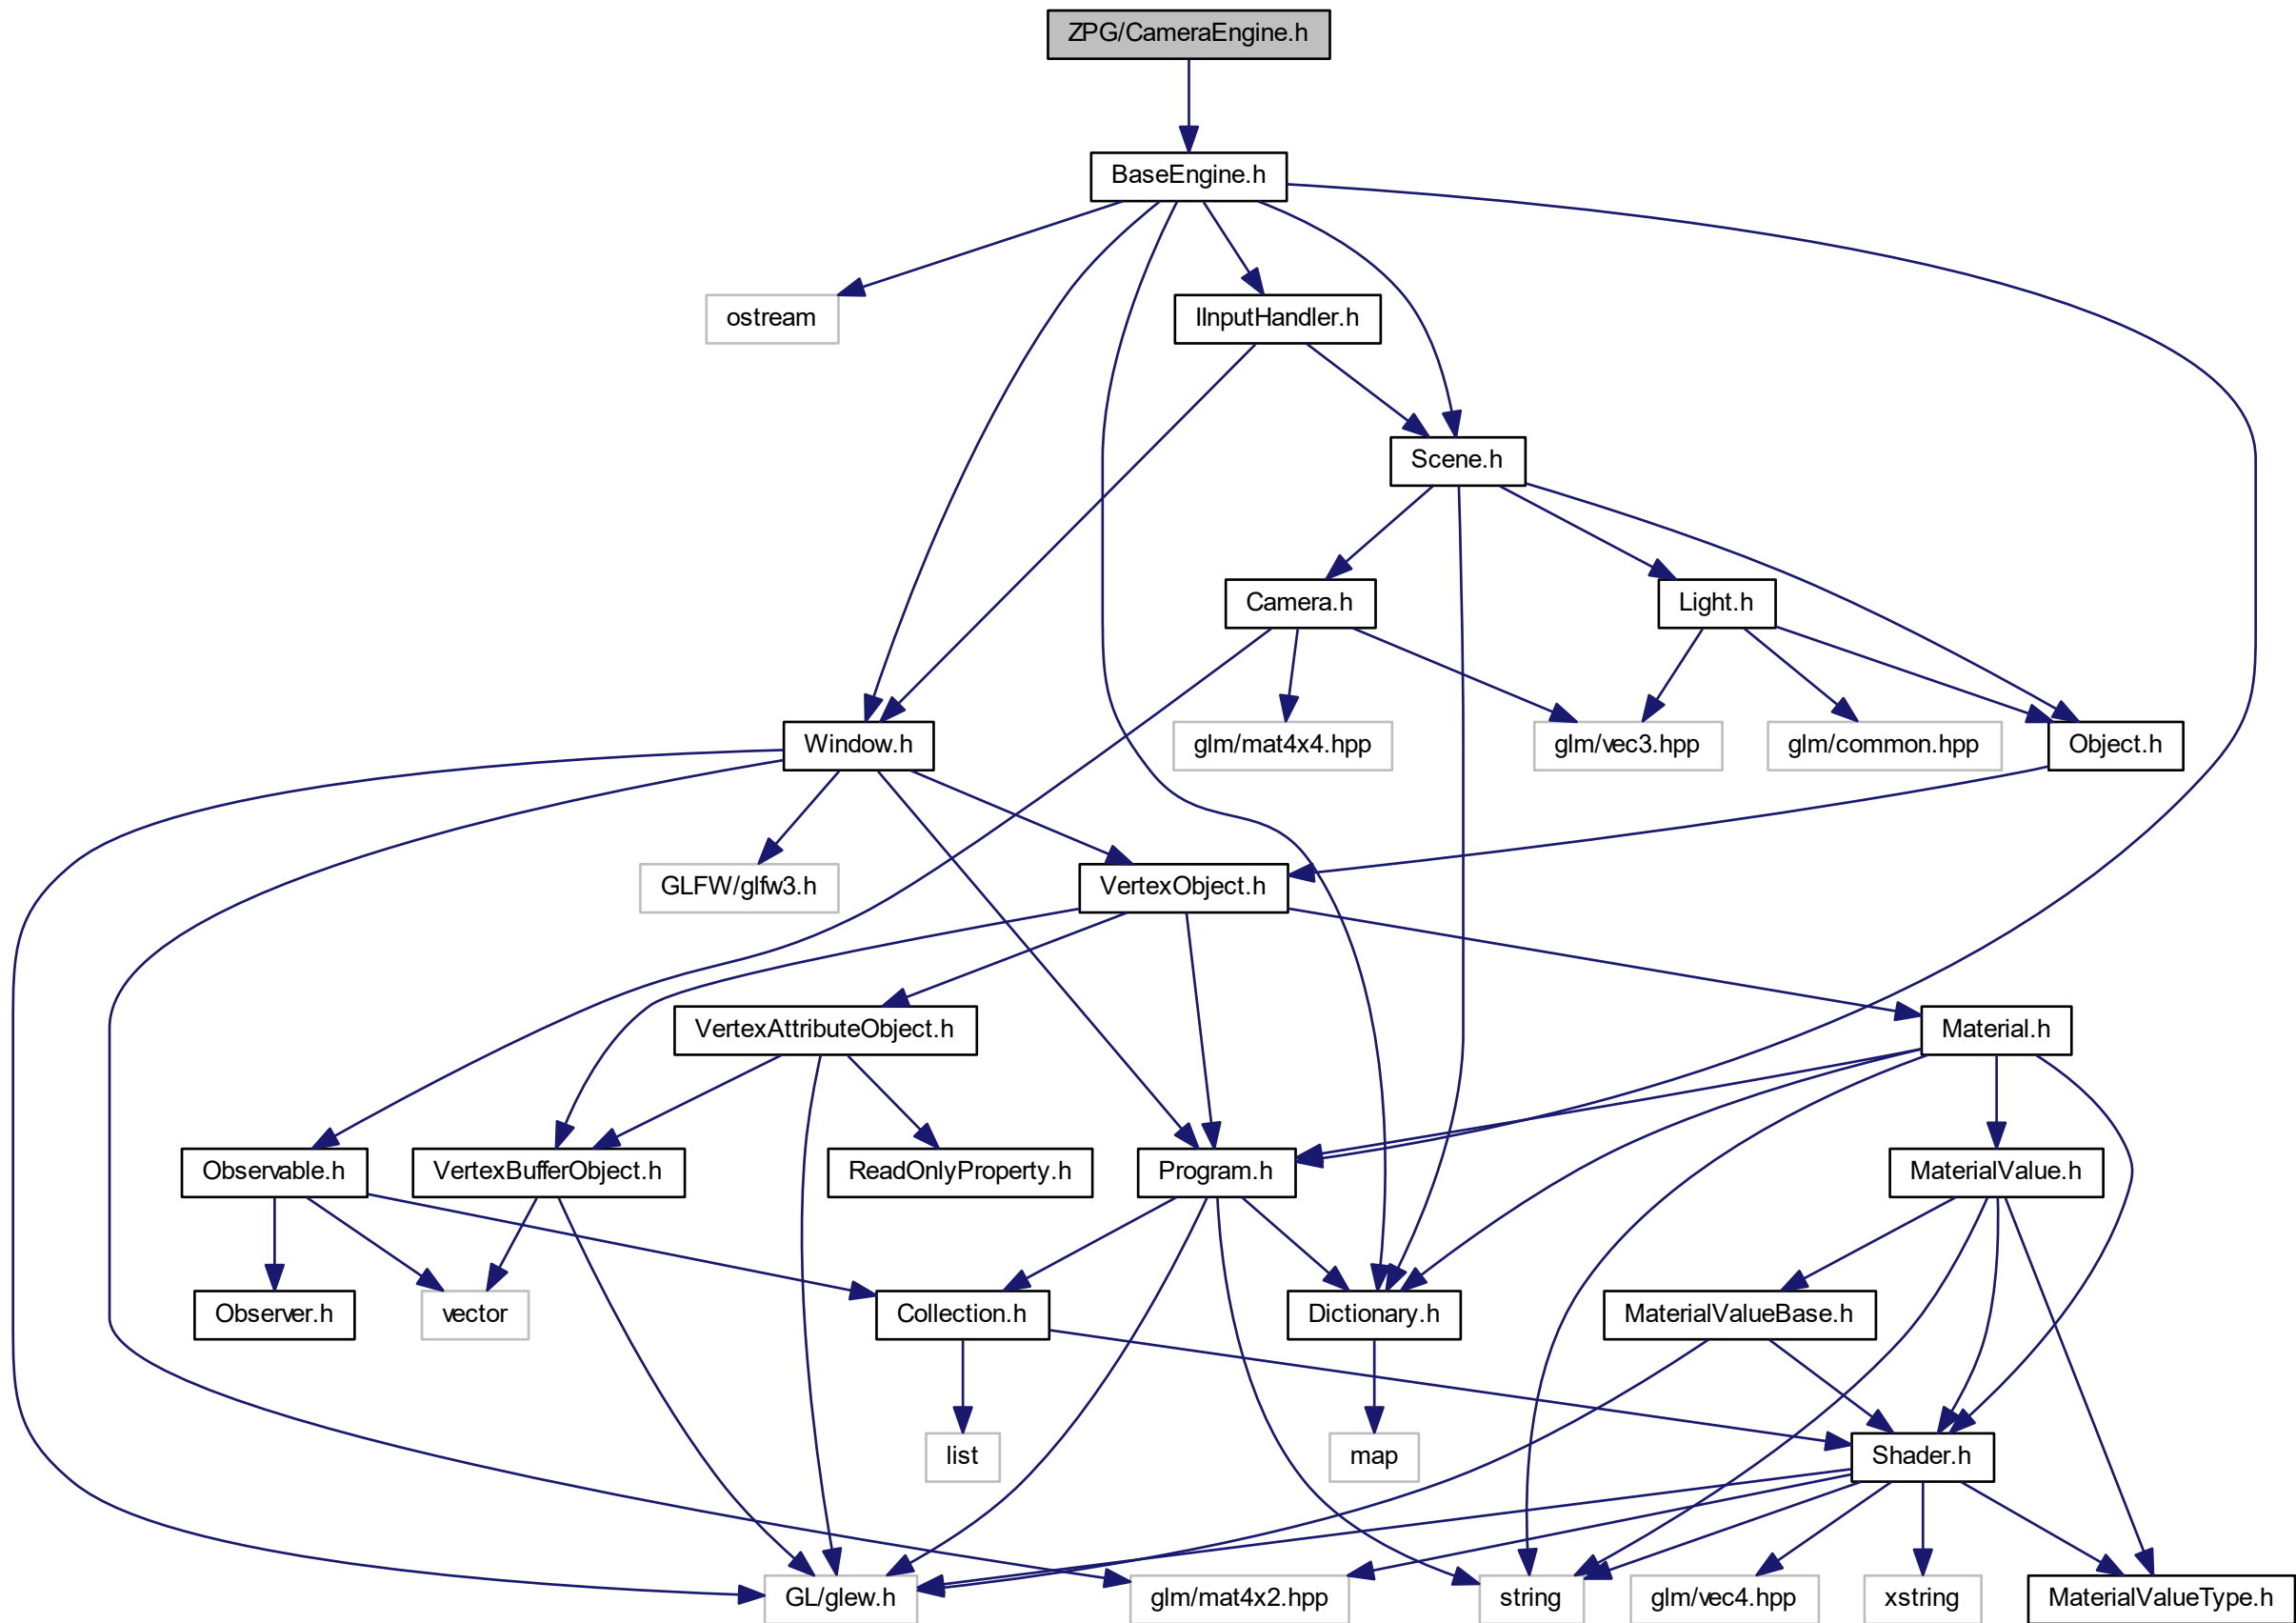 ZPG/CameraEngine.h
BaseEngine.h
ostream
IInputHandler.h
Scene.h
Camera.h
Light.h
Window.h
glm/mat4x4.hpp
glm/vec3.hpp
glm/common.hpp
Object.h
GLFW/glfw3.h
VertexObject.h
VertexAttributeObject.h
Material.h
Observable.h
VertexBufferObject.h
ReadOnlyProperty.h
Program.h
MaterialValue.h
Observer.h
vector
Collection.h
Dictionary.h
MaterialValueBase.h
list
map
Shader.h
GL/glew.h
glm/mat4x2.hpp
string
glm/vec4.hpp
xstring
MaterialValueType.h